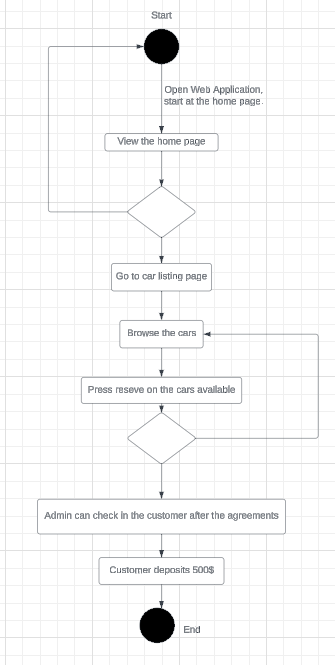 Start
Open Web Application,
start at the home page.
View the home page
Go to car listing page
Browse the cars
Press reseve on the cars available
Admin can check in the customer after the agreements
Customer deposits 500$
End